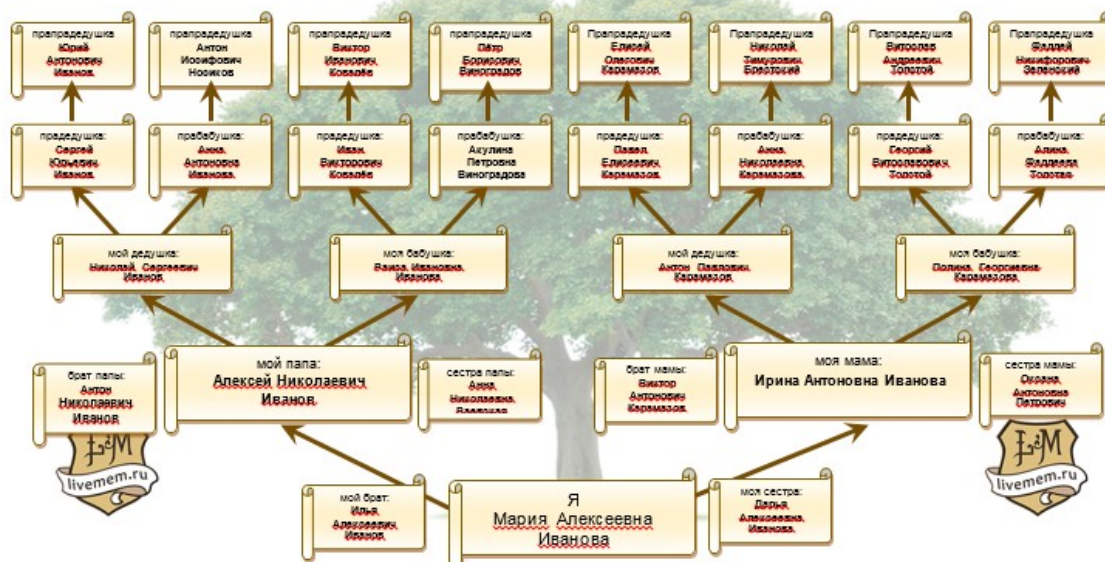 прапрадедушка
Юрий
Антонович
Иванов.
прапрадедушка
Антон
Иосифович
Носиков
прапрадедушка
Виктор
Иванович
Ковалёв
прапрадедушка
Пётр
Борисович
Виноградов
Прапрадедушка
Елисей
Олегович
Карамазов
Прапрадедушка
Николай
Тимурович
Брестский
Прапрадедушка
Витослав
Андреевич
Толстой
Прапрадедушка
Фаддей
Никифорович
Зеленский
прадедушка:
Сергей
Юрьевич
Иванов
прабабушка:
Анна
Антоновна
Иванова.
прадедушка:
Иван
Викторович
Ковалёв
прабабушка:
Акулина
Петровна
Виноградова
прадедушка:
Павел
Елисеевич
Карамазов
прабабушка:
Анна
Николаевна
Карамазова.
прадедушка:
Георгий
Витославович
Толстой
прабабушка:
Алина
Фаддеева
Толстая
мой дедушка:
Николай Сергеевич
Иванов
моя бабушка:
Раиса Ивановна
Иванова
мой дедушка:
Антон Павлович
Карамазов
моя бабушка:
Полина Георгиевна
Карамазова
брат папы:
Антон
Николаевич
Иванов
мой папа:
Алексей Николаевич
Иванов.
сестра папы:
Анна
Николаевна
брат мамы:
Виктор
Антонович
Карамазов
моя мама:
Ирина Антоновна Иванова
сестра мамы:
Оксана
Антоновна
Петрович
L&M
livemem.ru
L&M
livemem.ru
мой брат:
Илья
Алексеевич
Иванов
Я
Мария Алексеевна
Иванова
моя сестра:
Дарья
Алексеевна
Иванова